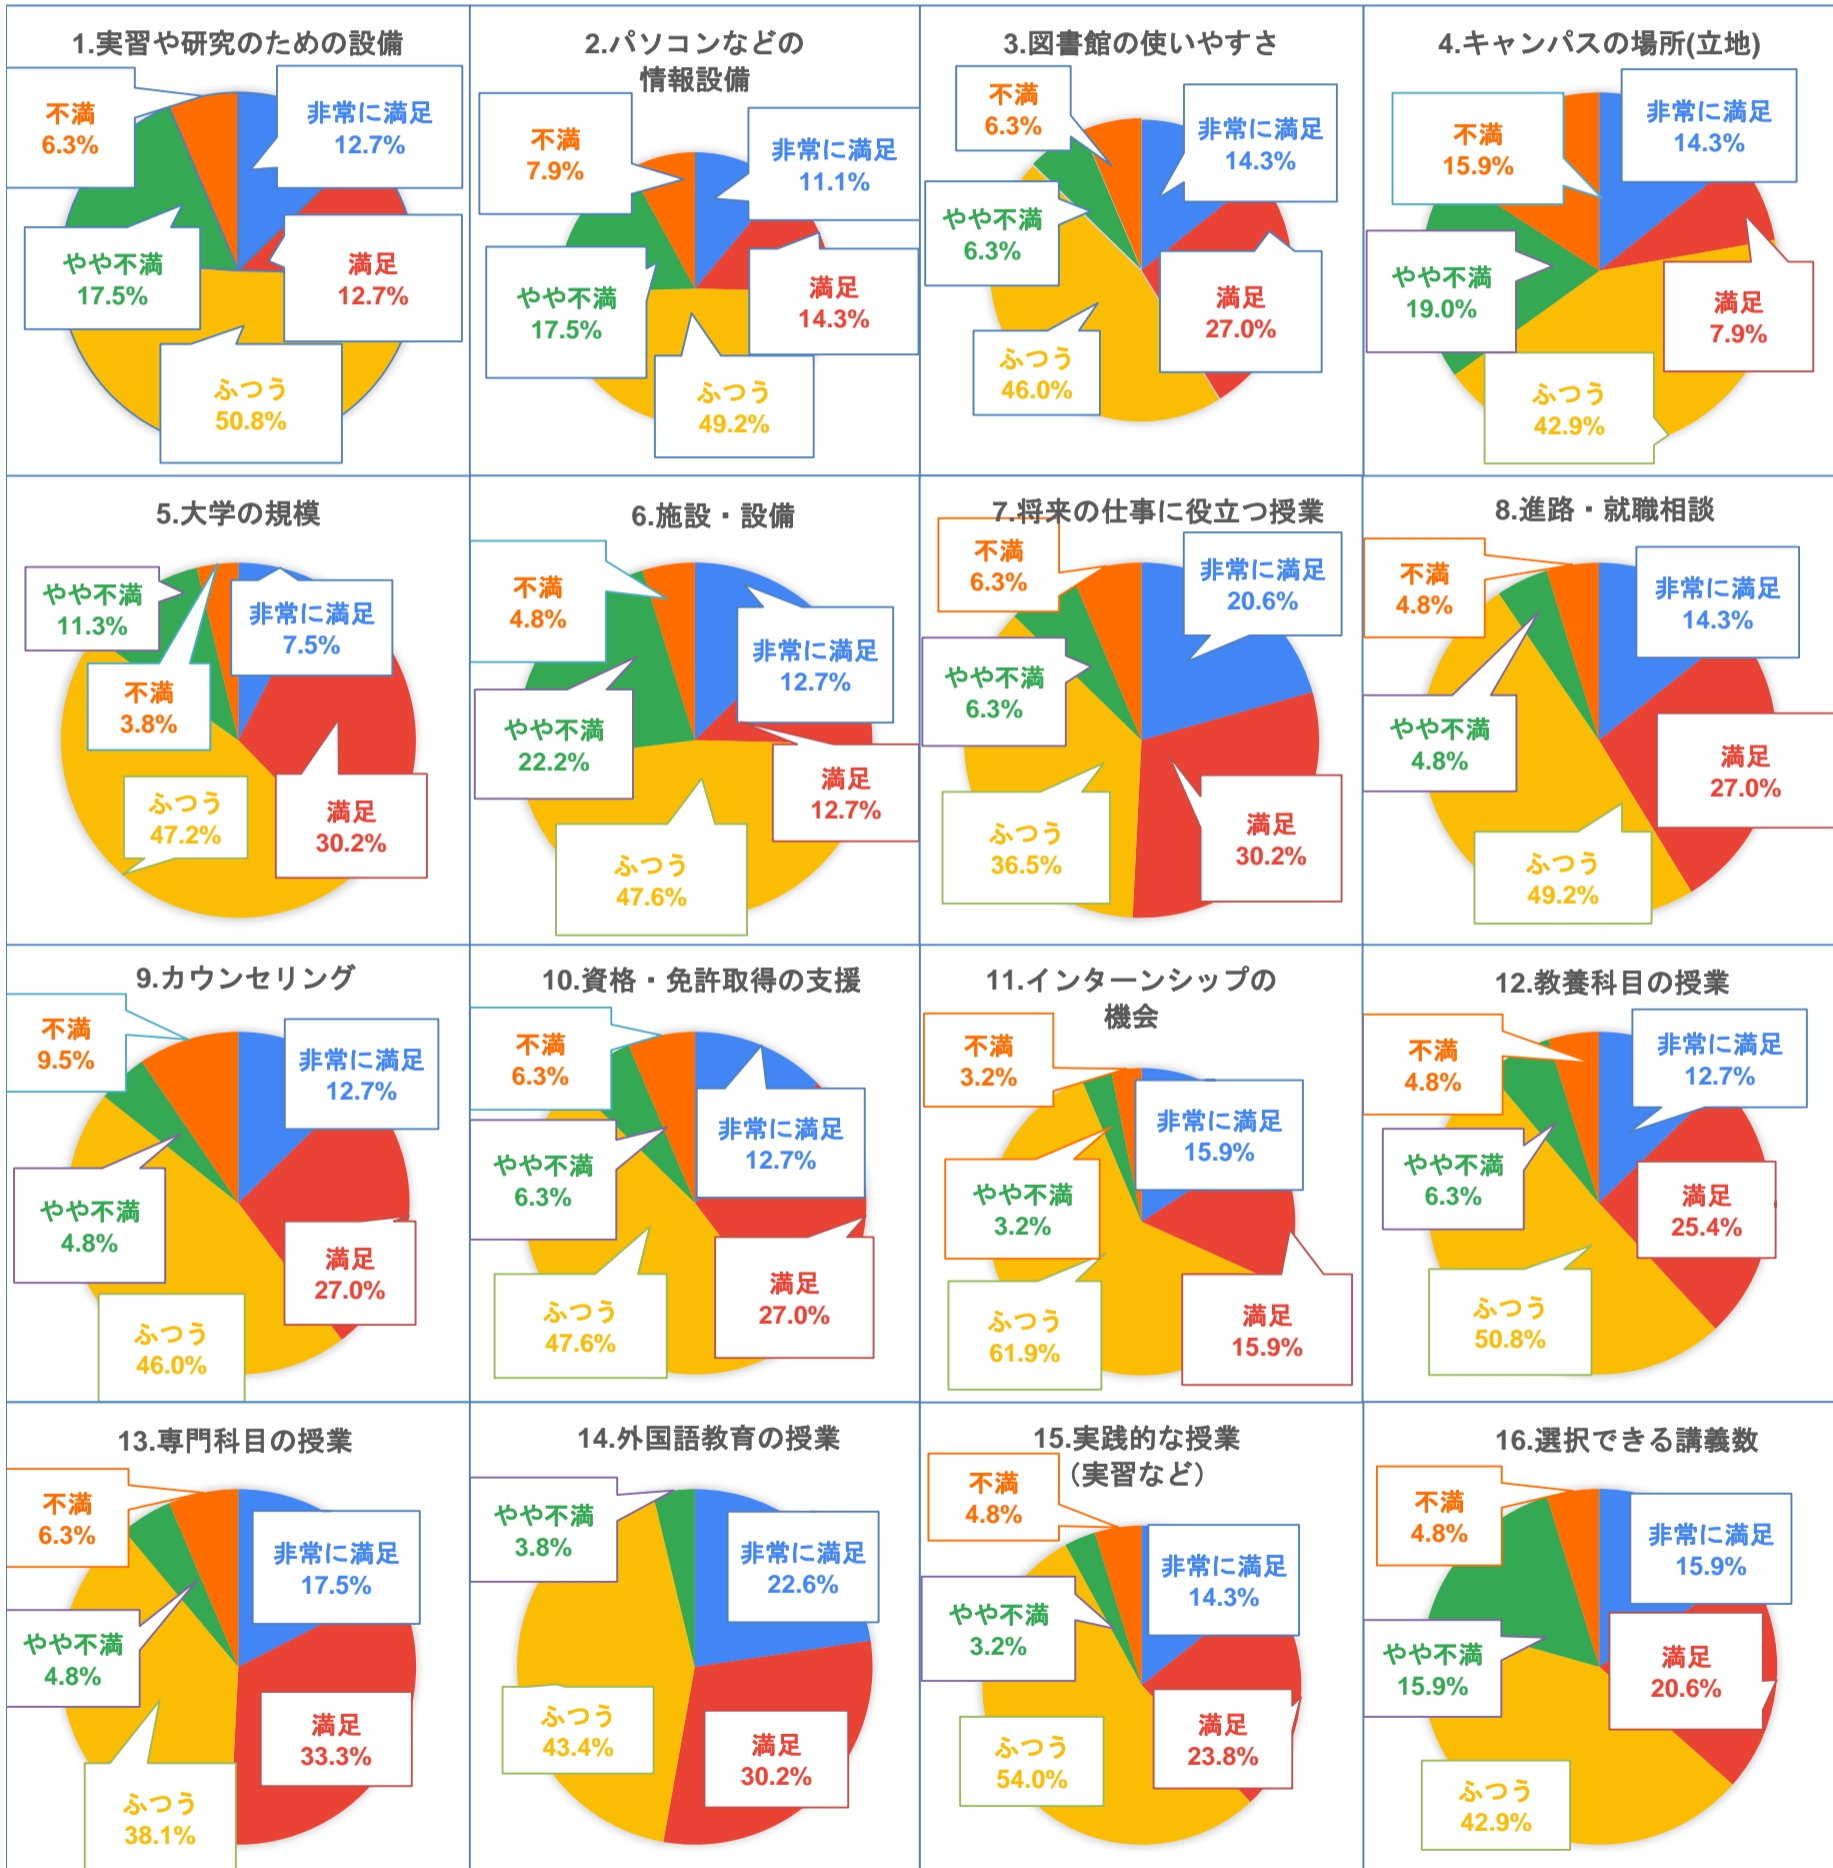 1.実習や研究のための設備
不満
6.3%
非常に満足
12.7%
やや不満
17.5%
満足
12.7%
ふつう
50.8%
2.パソコンなどの
情報設備
不満
7.9%
非常に満足
11.1%
やや不満
17.5%
満足
14.3%
ふつう
49.2%
3.図書館の使いやすさ
不満
6.3%
非常に満足
14.3%
やや不満
6.3%
満足
27.0%
ふつう
46.0%
4.キャンパスの場所(立地)
不満
15.9%
非常に満足
14.3%
やや不満
19.0%
満足
7.9%
ふつう
42.9%
5.大学の規模
やや不満
11.3%
非常に満足
7.5%
不満
3.8%
ふつう
47.2%
満足
30.2%
6.施設・設備
不満
4.8%
非常に満足
12.7%
やや不満
22.2%
満足
12.7%
ふつう
47.6%
7.将来の仕事に役立つ授業
不満
6.3%
非常に満足
20.6%
やや不満
6.3%
満足
30.2%
ふつう
36.5%
8.進路・就職相談
不満
4.8%
非常に満足
14.3%
やや不満
4.8%
満足
27.0%
ふつう
49.2%
9.カウンセリング
不満
9.5%
非常に満足
12.7%
やや不満
4.8%
満足
27.0%
ふつう
46.0%
10.資格・免許取得の支援
不満
6.3%
非常に満足
12.7%
やや不満
6.3%
満足
27.0%
ふつう
47.6%
11.インターンシップの
機会
不満
3.2%
非常に満足
15.9%
やや不満
3.2%
ふつう
61.9%
満足
15.9%
12.教養科目の授業
不満
4.8%
非常に満足
12.7%
やや不満
6.3%
満足
25.4%
ふつう
50.8%
13.専門科目の授業
不満
6.3%
非常に満足
17.5%
やや不満
4.8%
満足
33.3%
ふつう
38.1%
14.外国語教育の授業
やや不満
3.8%
非常に満足
22.6%
ふつう
43.4%
満足
30.2%
15.実践的な授業
（実習など）
不満
4.8%
非常に満足
14.3%
やや不満
3.2%
満足
23.8%
ふつう
54.0%
16.選択できる講義数
不満
4.8%
非常に満足
15.9%
やや不満
15.9%
満足
20.6%
ふつう
42.9%